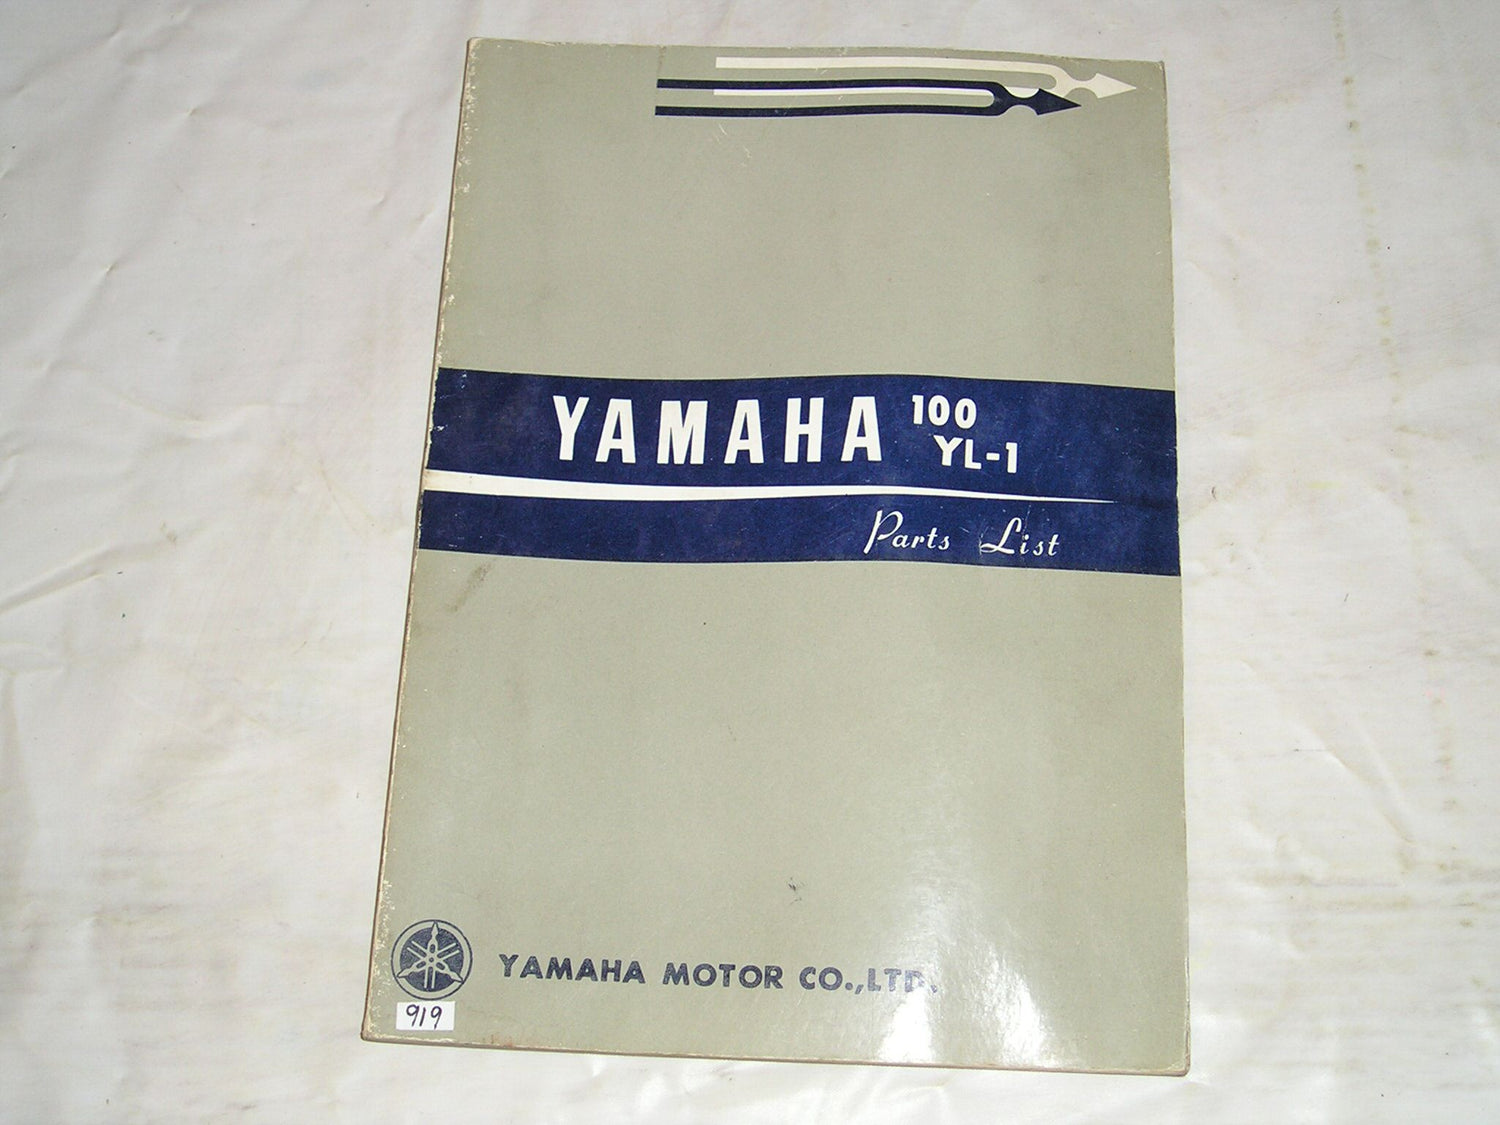 YAMAHA 100
YL-1
Parts List
YAMAHA MOTOR CO.,LTD.
919